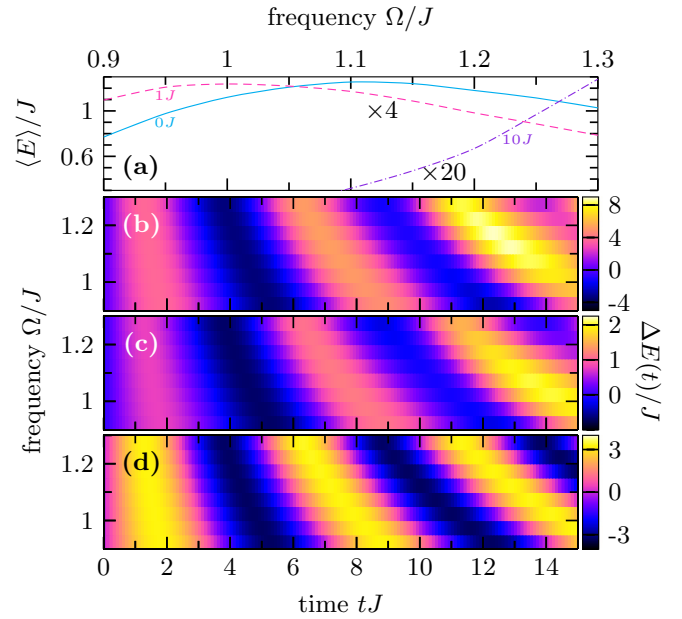 frequency Ω/J
0.9 1 1.1 1.2 1.3
⟨E⟩/J
1
0.6
1J
0J
×4
10J
×20
(a)
(b)
1.2
1
8
4
0
-4
(c)
1.2
1
2
1
0
(d)
1.2
1
3
0
-3
frequency Ω/J
ΔE(t)/J
0 2 4 6 8 10 12 14
time tJ